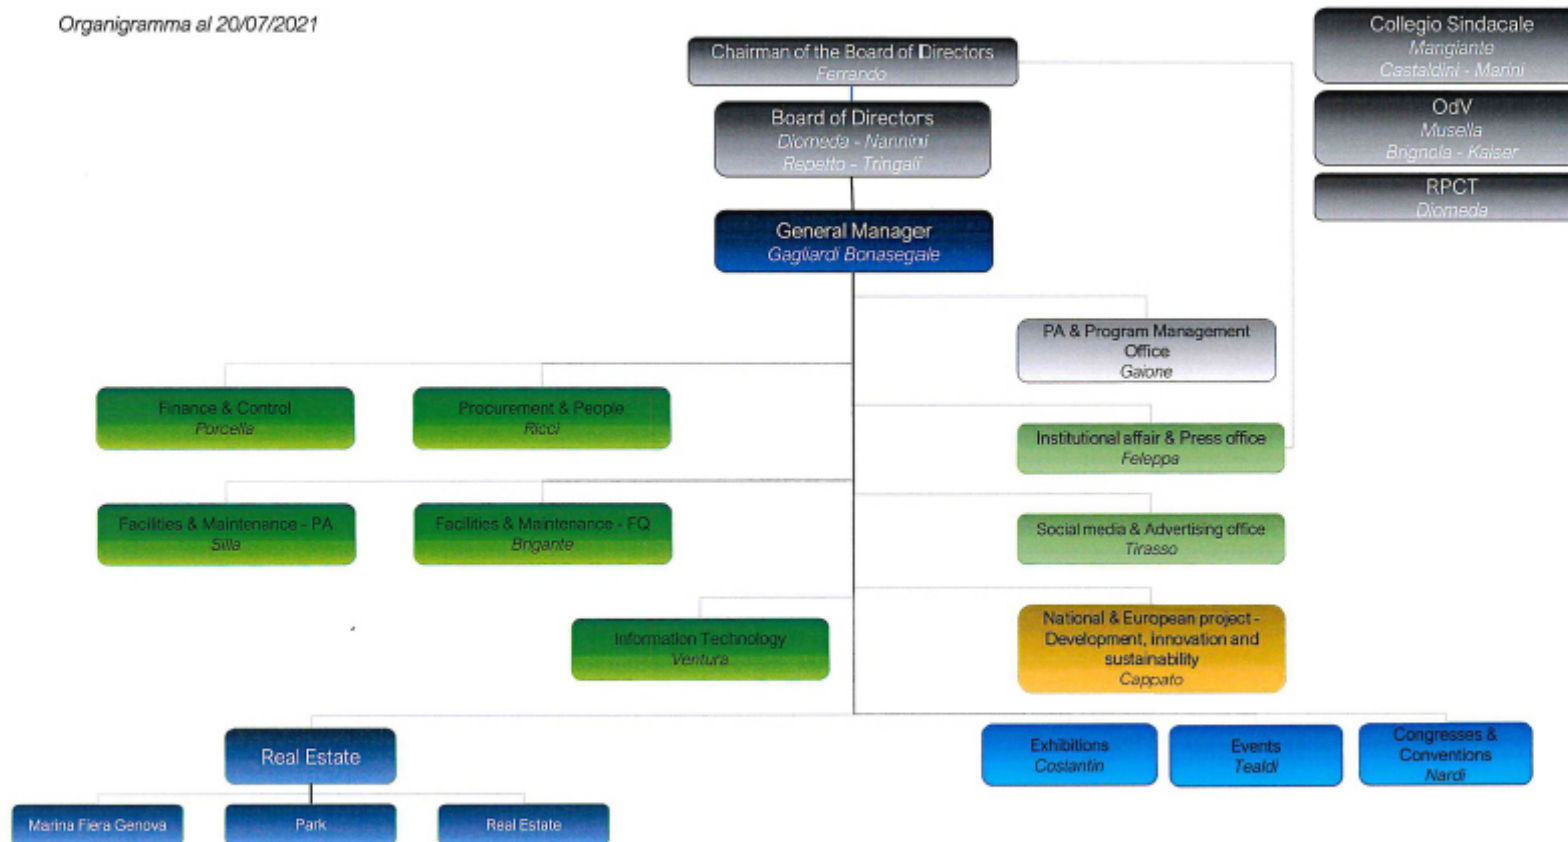 Organigramma al 20/07/2021
Collegio Sindacale
Mangiante
Castaldini - Marini
Chairman of the Board of Directors
Ferrando
OdV
Musella
Brignola - Kaiser
Board of Directors
Diomeda - Nannini
Repetto - Tringali
RPCT
Diomeda
General Manager
Gagliardi Bonasegale
PA & Program Management
Office
Gaione
Finance & Control
Porcella
Procurement & People
Ricci
Institutional affair & Press office
Feleppa
Facilities & Maintenance - PA
Silla
Facilities & Maintenance - FQ
Brigante
Social media & Advertising office
Tirasso
Information Technology
Ventura
National & European project -
Development, innovation and
sustainability
Cappato
Real Estate
Exhibitions
Costantin
Events
Tealdi
Congresses &
Conventions
Nardi
Marina Fiera Genova
Park
Real Estate